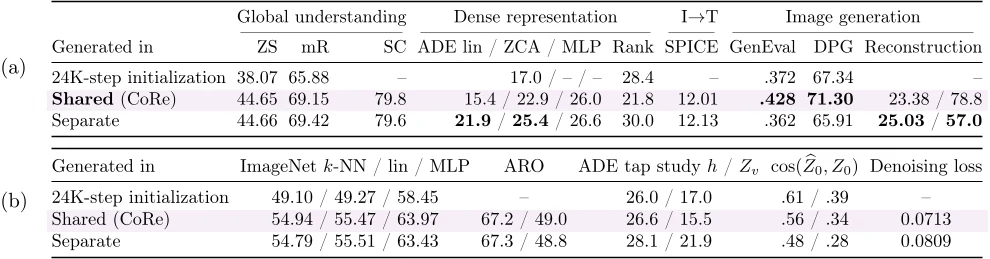 Global understanding Dense representation I→T Image generation
Generated in ZS mR SC ADE lin / ZCA / MLP Rank SPICE GenEval DPG Reconstruction
(a)
24K-step initialization 38.07 65.88 – 17.0 / – / – 28.4 – .372 67.34 –
Shared (CoRe) 44.65 69.15 79.8 15.4 / 22.9 / 26.0 21.8 12.01 .428 71.30 23.38 / 78.8
Separate 44.66 69.42 79.6 21.9 / 25.4 / 26.6 30.0 12.13 .362 65.91 25.03 / 57.0
Generated in ImageNet k-NN / lin / MLP ARO ADE tap study h / Z_v cos(Ẑ_0, Z_0) Denoising loss
(b)
24K-step initialization 49.10 / 49.27 / 58.45 – 26.0 / 17.0 .61 / .39 –
Shared (CoRe) 54.94 / 55.47 / 63.97 67.2 / 49.0 26.6 / 15.5 .56 / .34 0.0713
Separate 54.79 / 55.51 / 63.43 67.3 / 48.8 28.1 / 21.9 .48 / .28 0.0809